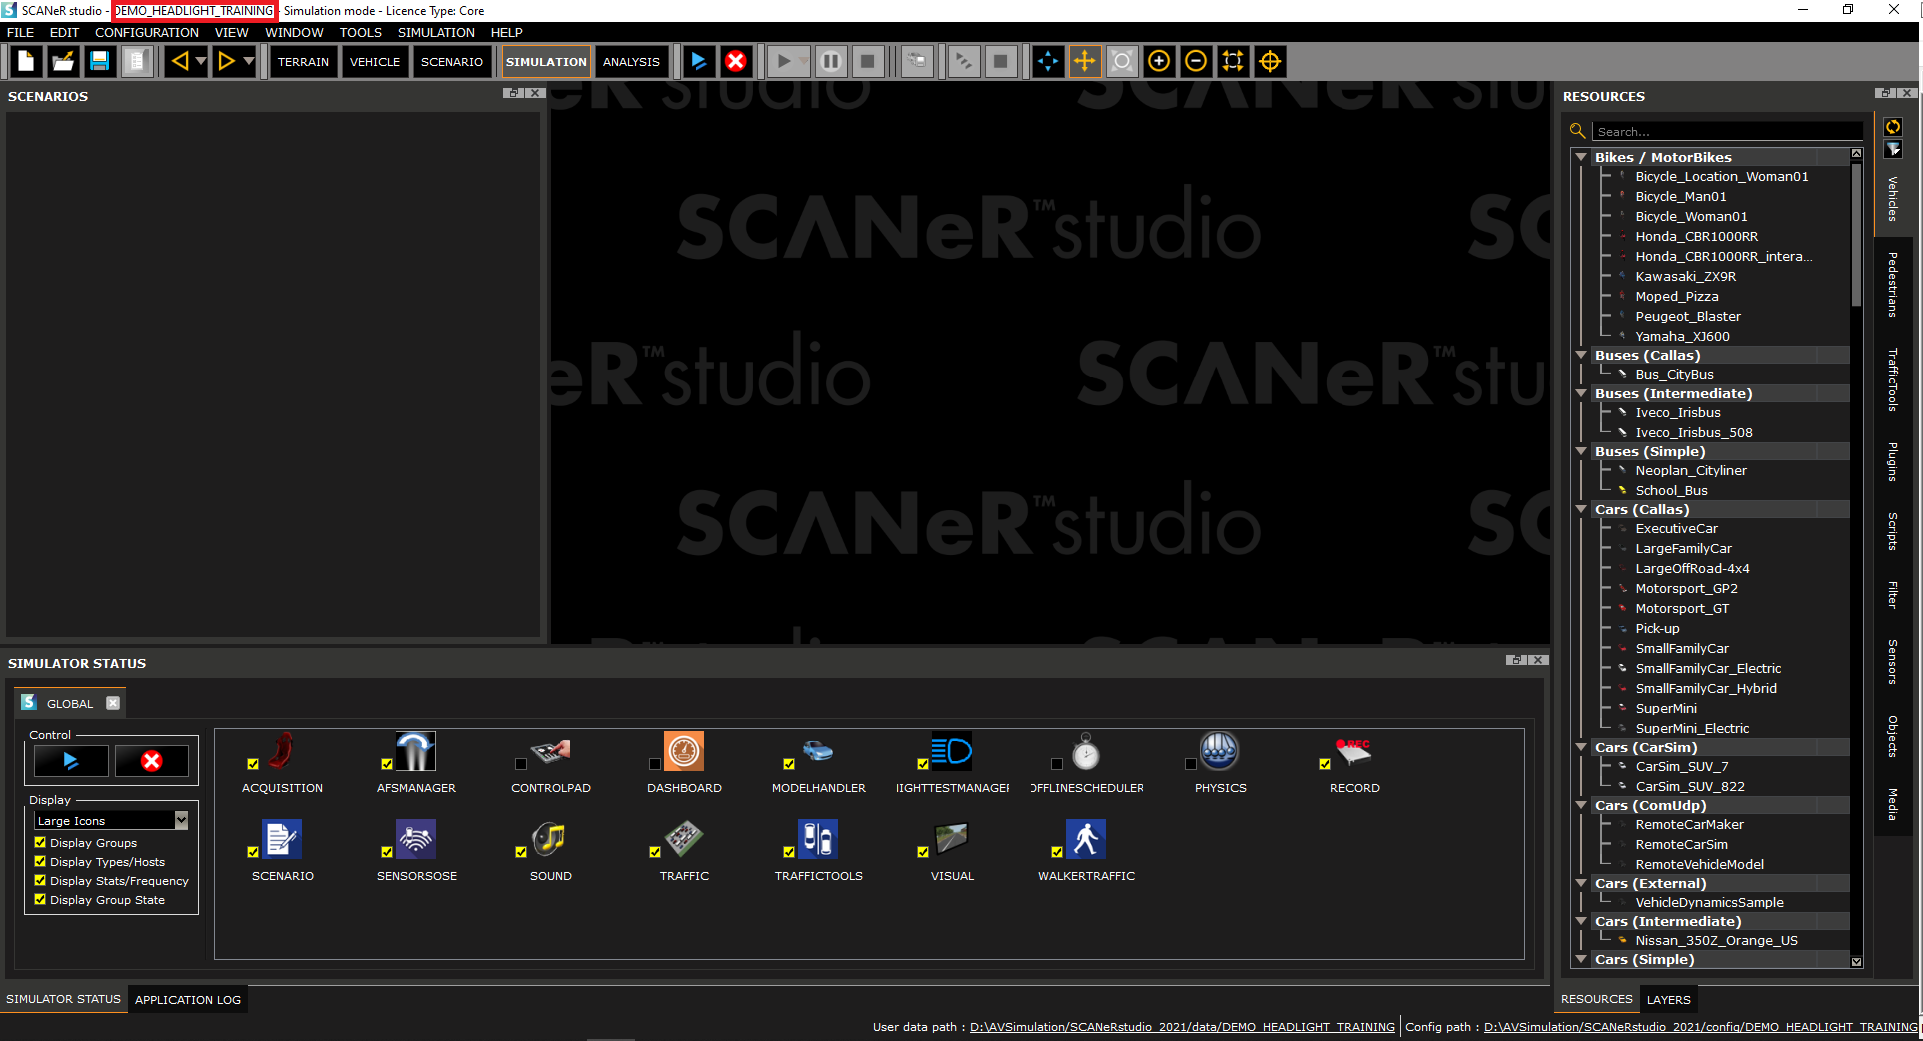 SCANeR studio - DEMO_HEADLIGHT_TRAINING - Simulation mode - Licence Type: Core
FILE EDIT CONFIGURATION VIEW WINDOW TOOLS SIMULATION HELP
TERRAIN VEHICLE SCENARIO SIMULATION ANALYSIS
SCENARIOS
SCANeR™studio
SCANeR™studio
eR™studio
SCANeR™stu
SCANeR™studio
SIMULATOR STATUS
GLOBAL
Control
Display
Large Icons
Display Groups
Display Types/Hosts
Display Stats/Frequency
Display Group State
ACQUISITION
AFSMANAGER
CONTROLPAD
DASHBOARD
MODELHANDLER
IIGHTTESTMANAGER
OFFLINESCHEDULER
PHYSICS
REC
RECORD
SCENARIO
SENSORSOSE
SOUND
TRAFFIC
TRAFFICTOOLS
VISUAL
WALKERTRAFFIC
SIMULATOR STATUS
APPLICATION LOG
RESOURCES
Search...
Bikes / MotorBikes
Bicycle_Location_Woman01
Bicycle_Man01
Bicycle_Woman01
Honda_CBR1000RR
Honda_CBR1000RR_intera...
Kawasaki_ZX9R
Moped_Pizza
Peugeot_Blaster
Yamaha_XJ600
Buses (Callas)
Bus_CityBus
Buses (Intermediate)
Iveco_Irisbus
Iveco_Irisbus_508
Buses (Simple)
Neoplan_Cityliner
School_Bus
Cars (Callas)
ExecutiveCar
LargeFamilyCar
LargeOffRoad-4x4
Motorsport_GP2
Motorsport_GT
Pick-up
SmallFamilyCar
SmallFamilyCar_Electric
SmallFamilyCar_Hybrid
SuperMini
SuperMini_Electric
Cars (CarSim)
CarSim_SUV_7
CarSim_SUV_822
Cars (ComUdp)
RemoteCarMaker
RemoteCarSim
RemoteVehicleModel
Cars (External)
VehicleDynamicsSample
Cars (Intermediate)
Nissan_350Z_Orange_US
Cars (Simple)
Vehicles
Pedestrians
TrafficTools
Plugins
Scripts
Filter
Sensors
Objects
Media
RESOURCES
LAYERS
User data path : D:\AVSimulation/SCANeRstudio_2021/data/DEMO_HEADLIGHT_TRAINING
Config path : D:\AVSimulation/SCANeRstudio_2021/config/DEMO_HEADLIGHT_TRAINING